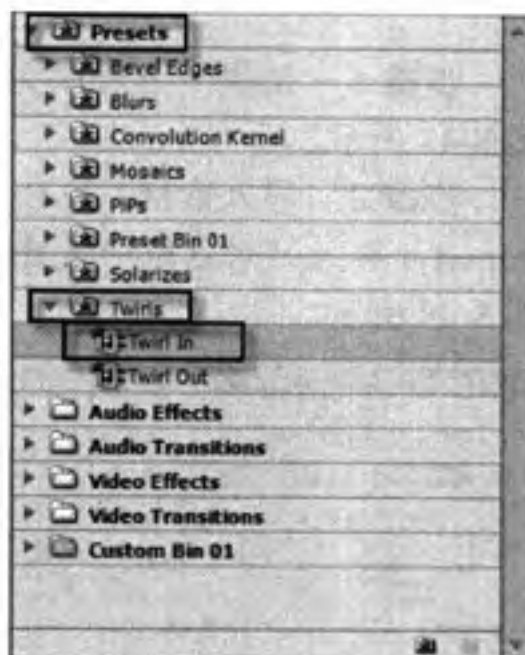 Presets
Bevel Edges
Blurs
Convolution Kernel
Mosaics
PiPs
Preset Bin 01
Solarizes
Twirls
Twirl In
Twirl Out
Audio Effects
Audio Transitions
Video Effects
Video Transitions
Custom Bin 01